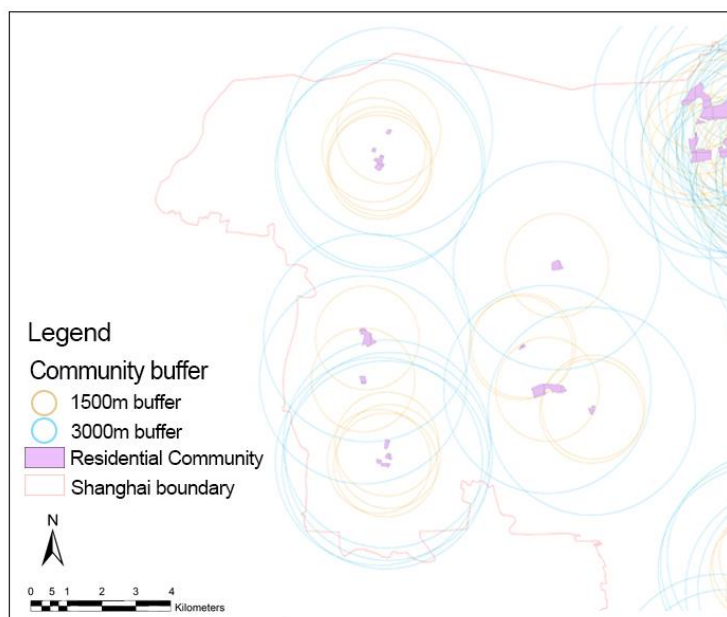 Legend
Community buffer
1500m buffer
3000m buffer
Residential Community
Shanghai boundary
N
0 5 1 2 3 4
Kilometers